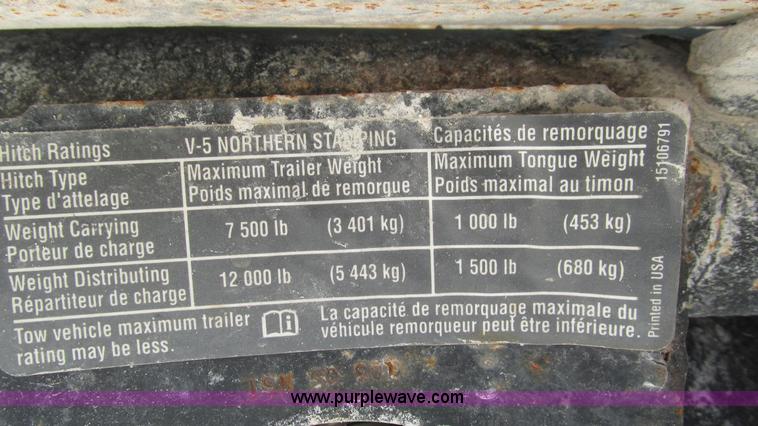 Hitch Ratings V-5 NORTHERN STAMPING Capacités de remorquage
Hitch Type Maximum Trailer Weight Maximum Tongue Weight
Type d'attelage Poids maximal de remorque Poids maximal au timon
Weight Carrying 7 500 lb (3 401 kg) 1 000 lb (453 kg)
Porteur de charge
Weight Distributing 12 000 lb (5 443 kg) 1 500 lb (680 kg)
Répartiteur de charge
Tow vehicle maximum trailer La capacité de remorquage maximale du
rating may be less. véhicule remorqueur peut être inférieure.
15106791
Printed in USA
www.purplewave.com